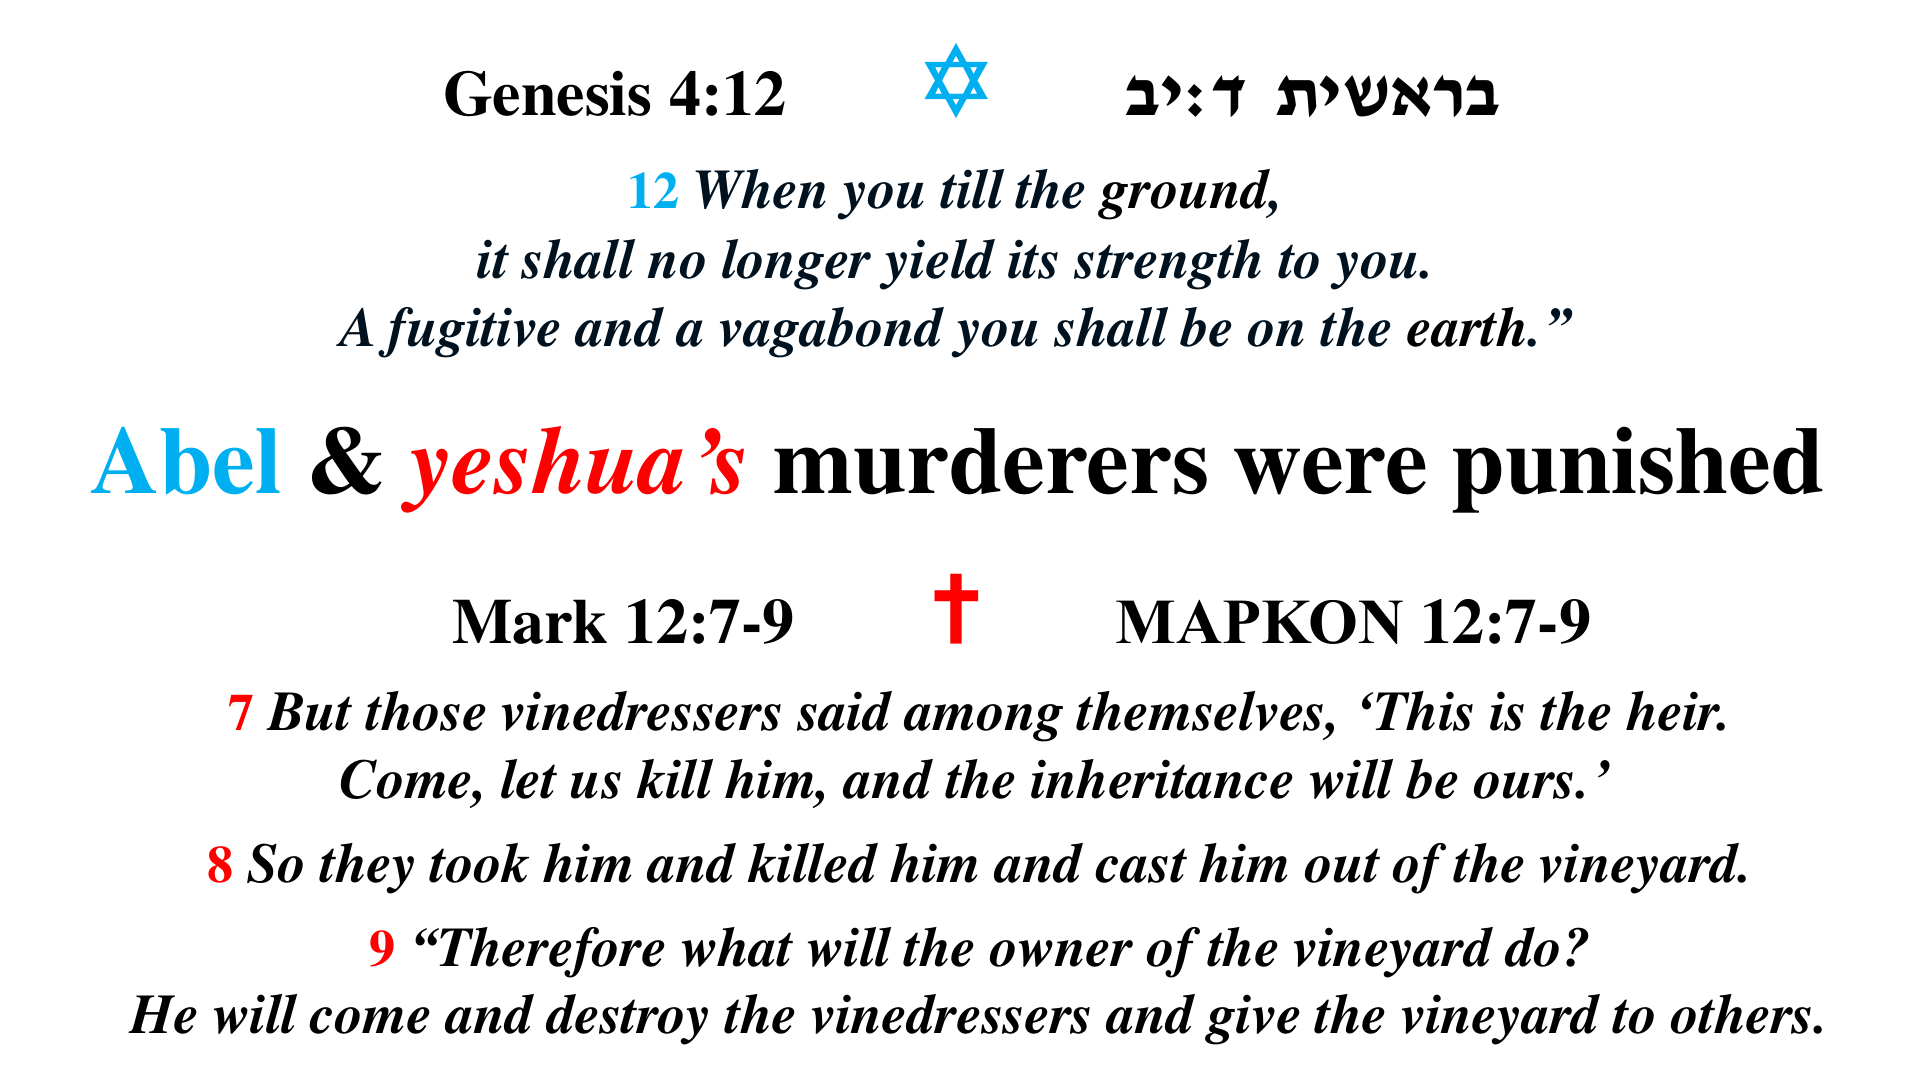 Genesis 4:12 ✡ בראשית ד:יב
12 When you till the ground,
it shall no longer yield its strength to you.
A fugitive and a vagabond you shall be on the earth.”
Abel & yeshua’s murderers were punished
Mark 12:7-9 ✝ ΜΑΡΚΟΝ 12:7-9
7 But those vinedressers said among themselves, ‘This is the heir.
Come, let us kill him, and the inheritance will be ours.’
8 So they took him and killed him and cast him out of the vineyard.
9 “Therefore what will the owner of the vineyard do?
He will come and destroy the vinedressers and give the vineyard to others.